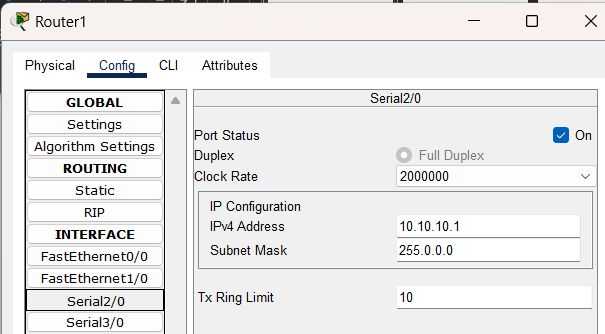 Router1
Physical Config CLI Attributes
GLOBAL
Settings
Algorithm Settings
ROUTING
Static
RIP
INTERFACE
FastEthernet0/0
FastEthernet1/0
Serial2/0
Serial3/0
Serial2/0
Port Status On
Duplex Full Duplex
Clock Rate 2000000
IP Configuration
IPv4 Address 10.10.10.1
Subnet Mask 255.0.0.0
Tx Ring Limit 10